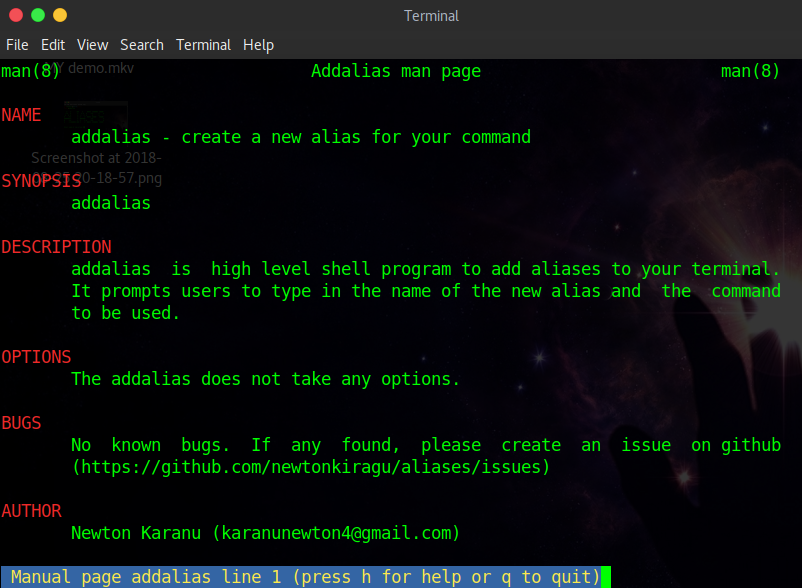 Terminal
File Edit View Search Terminal Help
man(8) Addalias man page man(8)
demo.mkv
NAME
addalias - create a new alias for your command
Screenshot at 2018-
SYNOPSIS
addalias
DESCRIPTION
addalias is high level shell program to add aliases to your terminal.
It prompts users to type in the name of the new alias and the command
to be used.
OPTIONS
The addalias does not take any options.
BUGS
No known bugs. If any found, please create an issue on github
(https://github.com/newtonkiragu/aliases/issues)
AUTHOR
Newton Karanu (karanunewton4@gmail.com)
Manual page addalias line 1 (press h for help or q to quit)